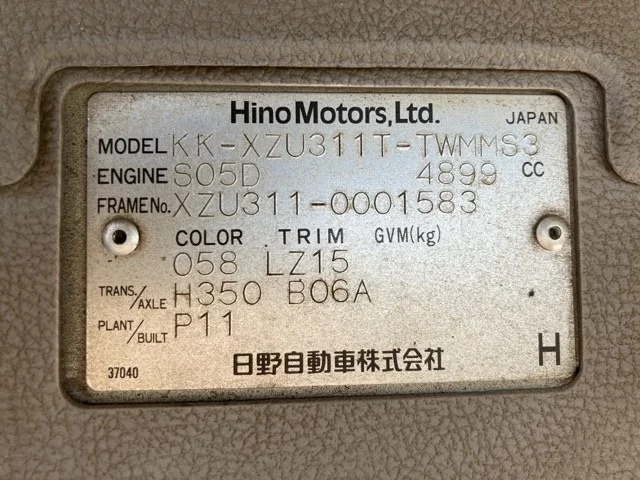 Hino Motors, Ltd. JAPAN
MODEL KK-XZU311T-TWMMS3
ENGINE S05D 4899 CC
FRAME No. XZU311-0001583
COLOR TRIM GVM(kg)
058 LZ15
TRANS./AXLE H350 B06A
PLANT/BUILT P11
37040 日野自動車株式会社 H